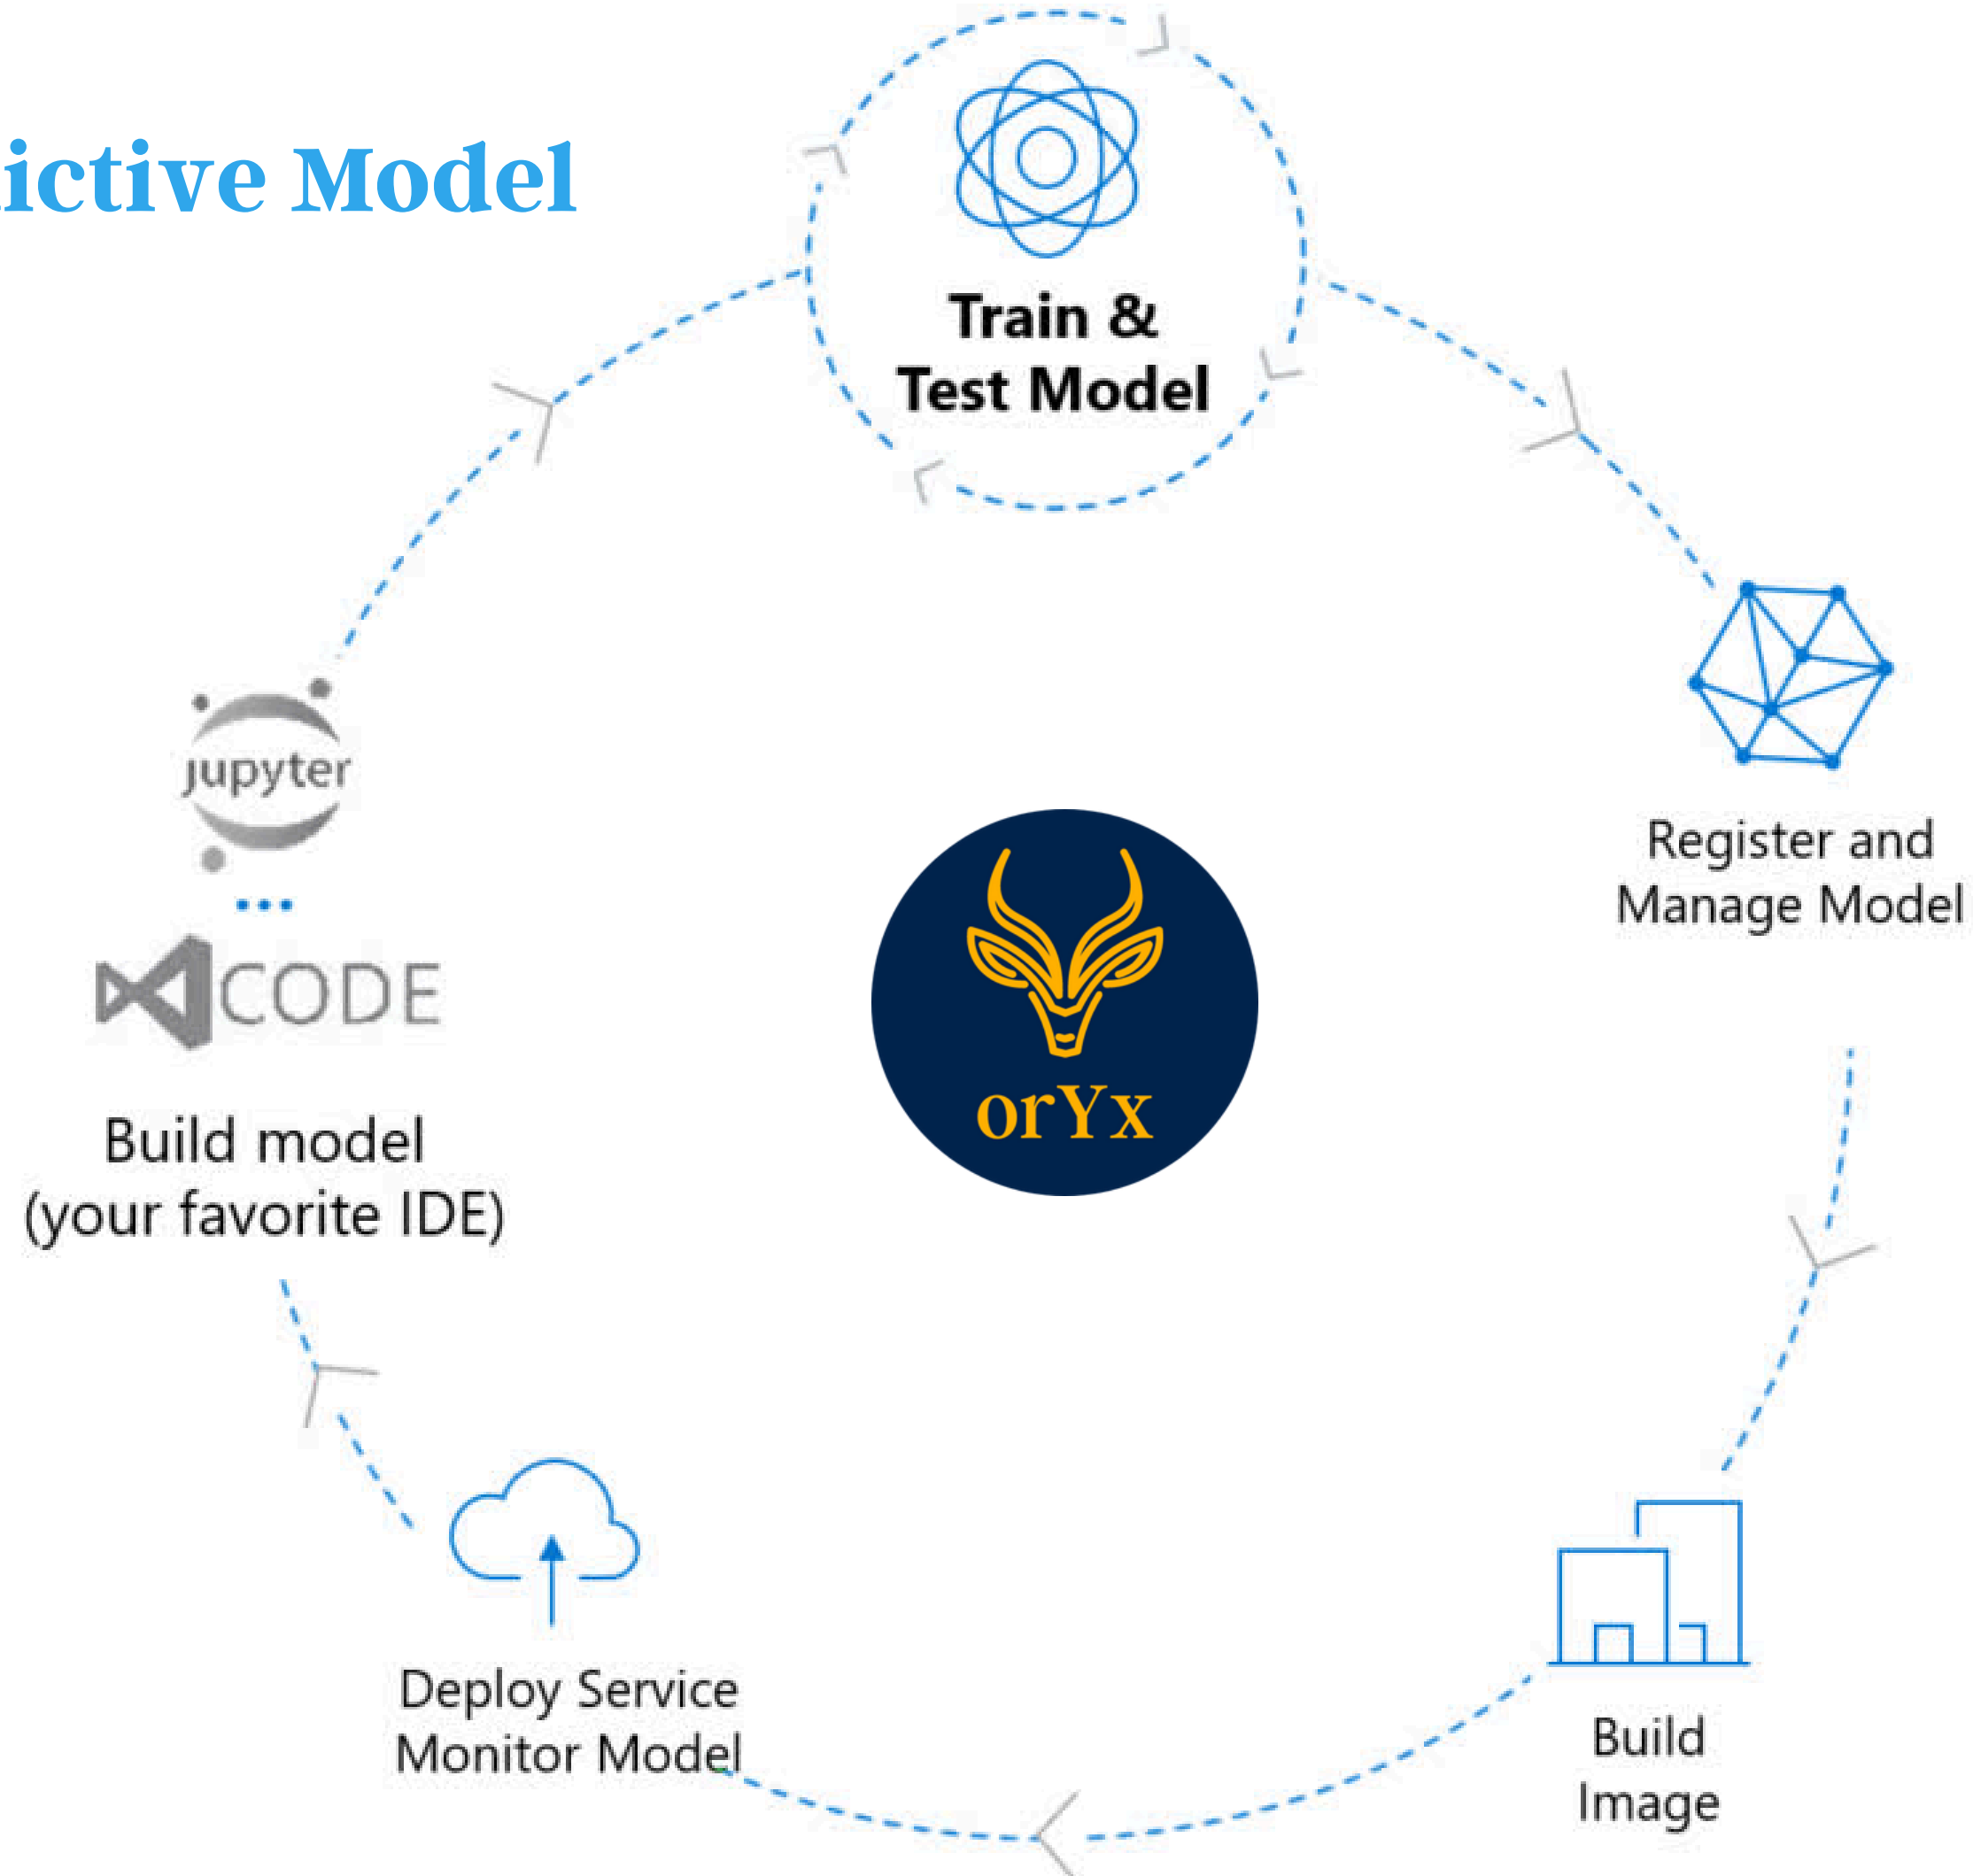 ictive Model
Train &
Test Model
jupyter
Register and
Manage Model
CODE
orYx
Build model
(your favorite IDE)
Deploy Service
Monitor Model
Build
Image